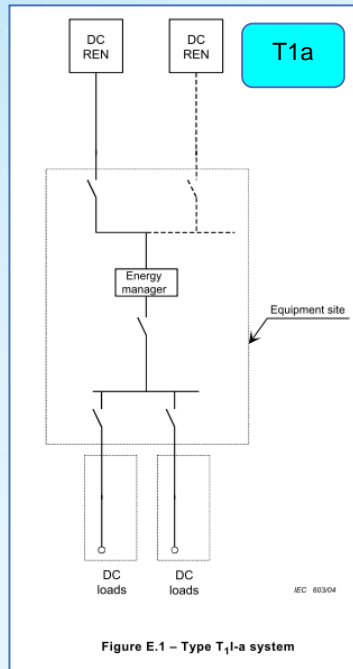 DC
REN
DC
REN
T1a
Energy
manager
Equipment site
DC
loads
DC
loads
IEC 603/04
Figure E.1 – Type T₁I-a system